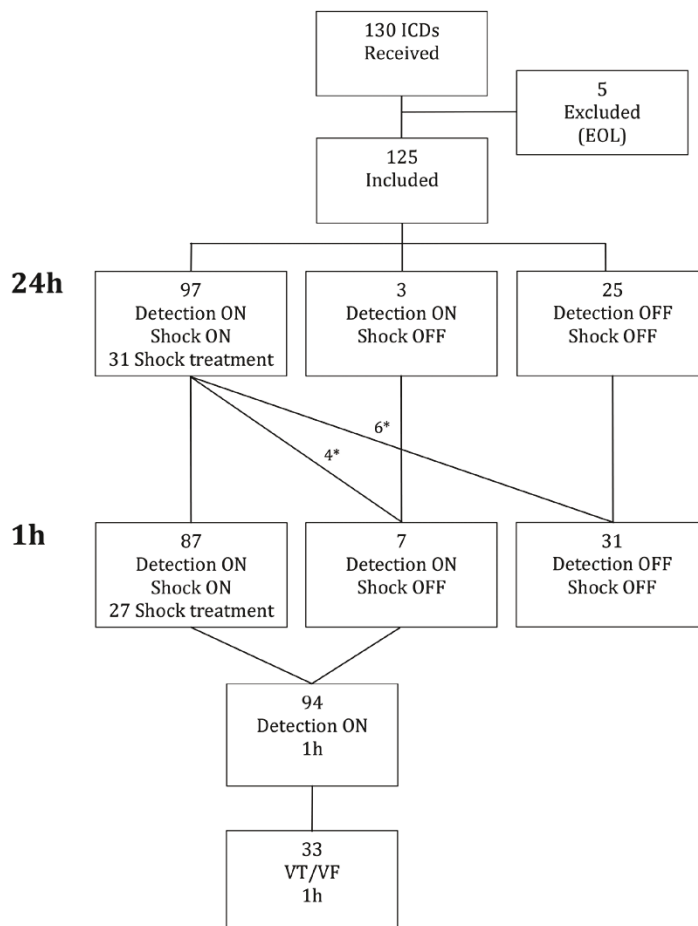 130 ICDs
Received
5
Excluded
(EOL)
125
Included
24h
97
Detection ON
Shock ON
31 Shock treatment
3
Detection ON
Shock OFF
25
Detection OFF
Shock OFF
4*
6*
1h
87
Detection ON
Shock ON
27 Shock treatment
7
Detection ON
Shock OFF
31
Detection OFF
Shock OFF
94
Detection ON
1h
33
VT/VF
1h